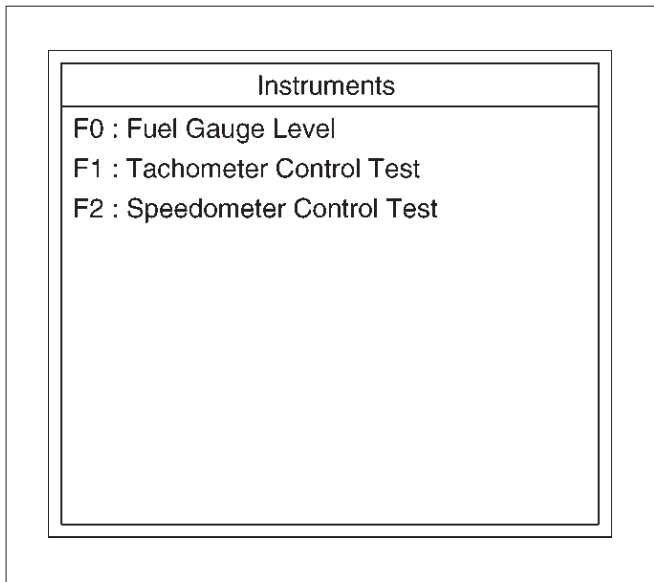 Instruments
F0 : Fuel Gauge Level
F1 : Tachometer Control Test
F2 : Speedometer Control Test